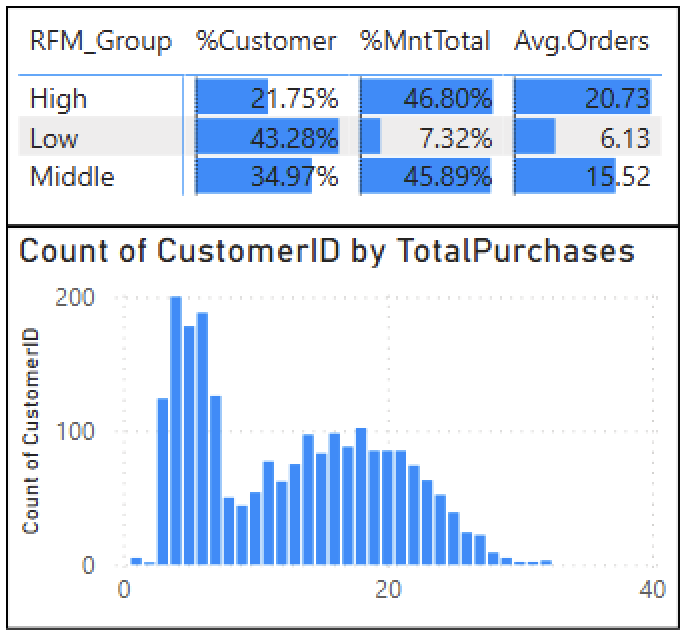 RFM_Group %Customer %MntTotal Avg.Orders
High 21.75% 46.80% 20.73
Low 43.28% 7.32% 6.13
Middle 34.97% 45.89% 15.52
Count of CustomerID by TotalPurchases
200
100
0
Count of CustomerID
0 20 40